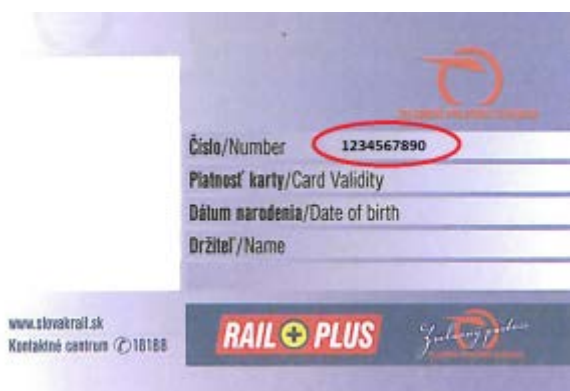 Číslo/Number 1234567890
Platnosť karty/Card Validity
Dátum narodenia/Date of birth
Držiteľ/Name
www.slovakrail.sk
Kontaktné centrum ✆ 18188
RAIL PLUS